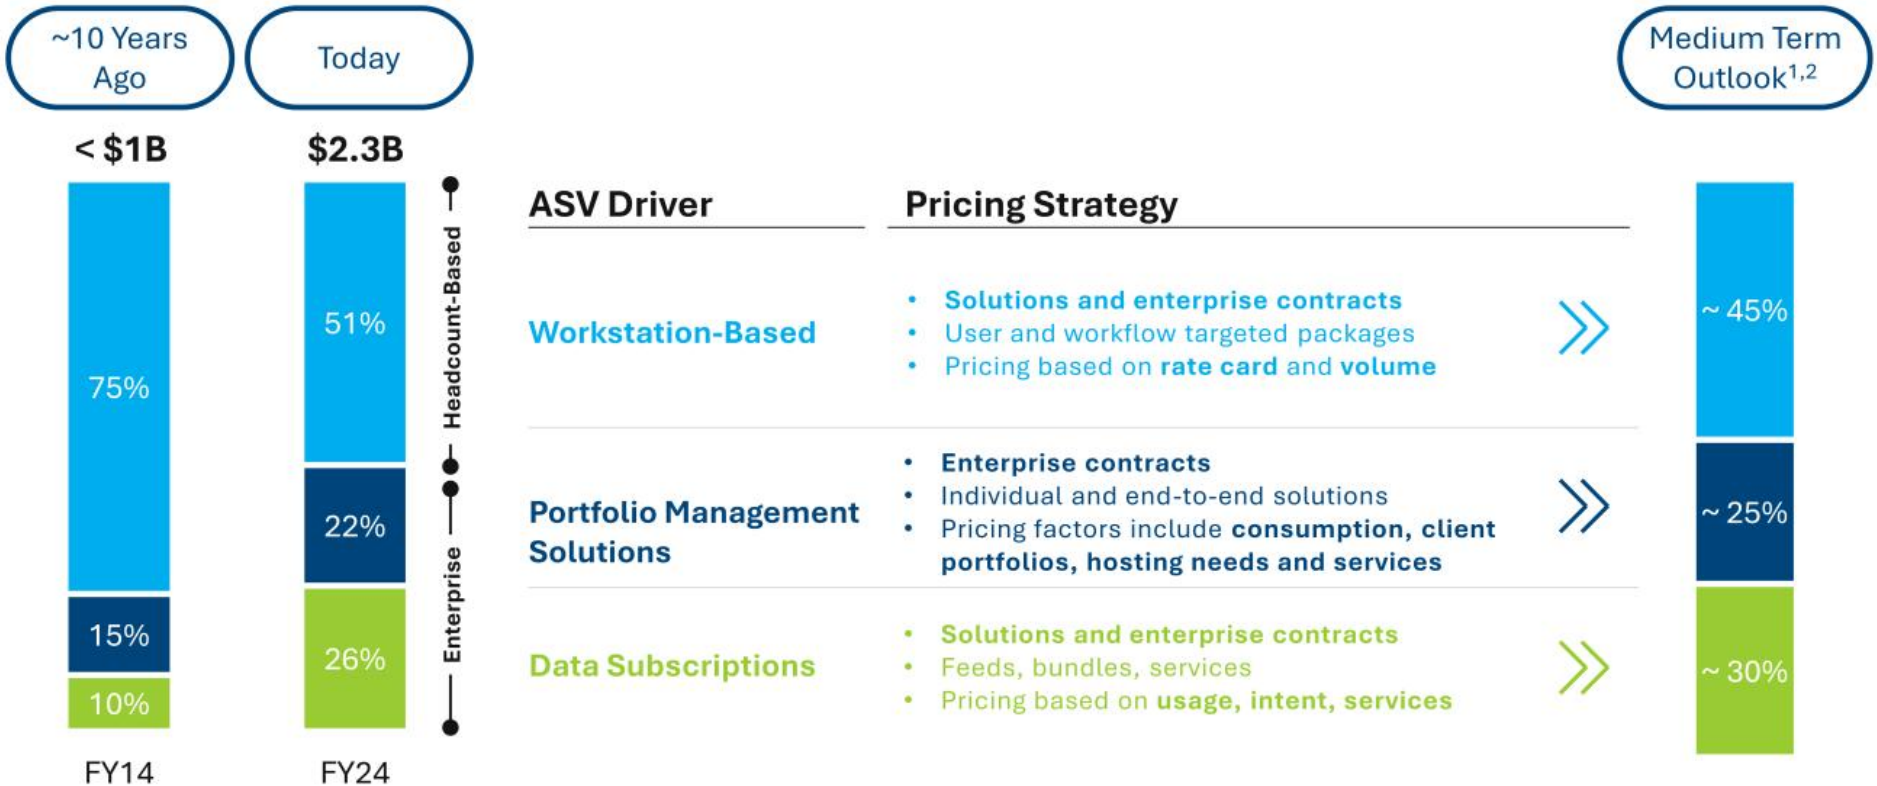 ~10 Years
Ago
Today
Medium Term
Outlook1,2
< $1B
$2.3B
75%
15%
10%
FY14
51%
22%
26%
FY24
Headcount-Based
Enterprise
ASV Driver
Pricing Strategy
Workstation-Based
• Solutions and enterprise contracts
• User and workflow targeted packages
• Pricing based on rate card and volume
Portfolio Management
Solutions
• Enterprise contracts
• Individual and end-to-end solutions
• Pricing factors include consumption, client
portfolios, hosting needs and services
Data Subscriptions
• Solutions and enterprise contracts
• Feeds, bundles, services
• Pricing based on usage, intent, services
~ 45%
~ 25%
~ 30%